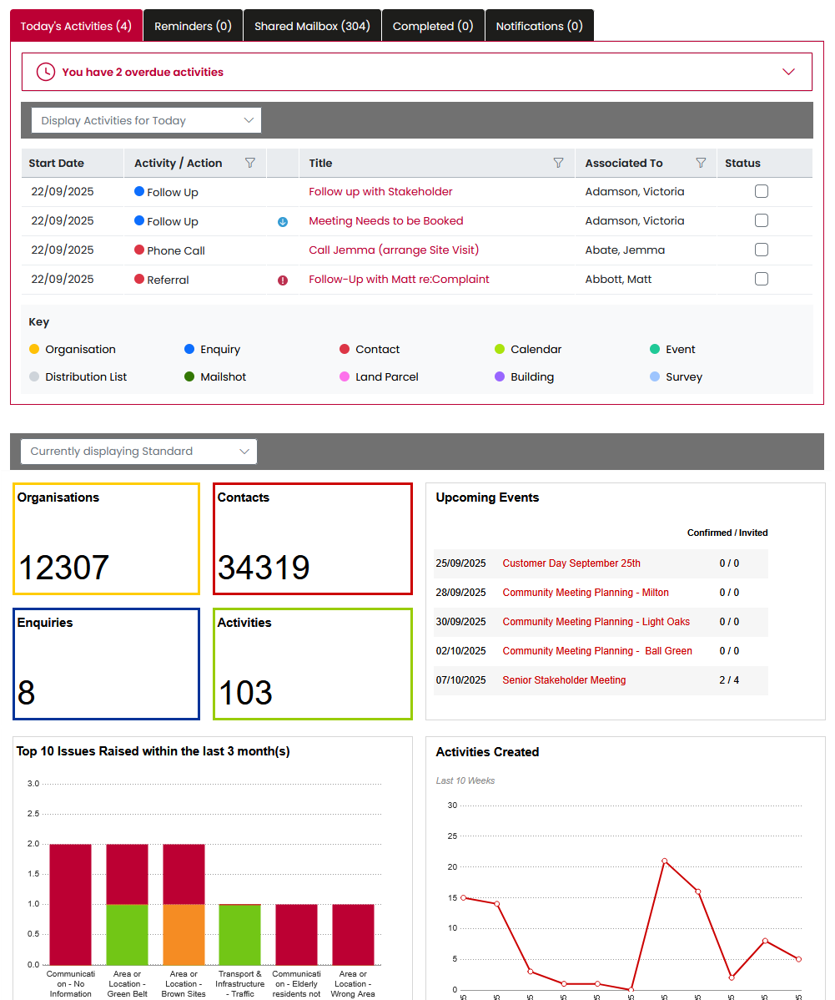 Today's Activities (4) Reminders (0) Shared Mailbox (304) Completed (0) Notifications (0)
You have 2 overdue activities
Display Activities for Today
Start Date Activity / Action Title Associated To Status
22/09/2025 Follow Up Follow up with Stakeholder Adamson, Victoria
22/09/2025 Follow Up Meeting Needs to be Booked Adamson, Victoria
22/09/2025 Phone Call Call Jemma (arrange Site Visit) Abate, Jemma
22/09/2025 Referral Follow-Up with Matt re:Complaint Abbott, Matt
Key
Organisation Enquiry Contact Calendar Event
Distribution List Mailshot Land Parcel Building Survey
Currently displaying Standard
Organisations
12307
Contacts
34319
Enquiries
8
Activities
103
Upcoming Events
Confirmed / Invited
25/09/2025 Customer Day September 25th 0 / 0
28/09/2025 Community Meeting Planning - Milton 0 / 0
30/09/2025 Community Meeting Planning - Light Oaks 0 / 0
02/10/2025 Community Meeting Planning - Ball Green 0 / 0
07/10/2025 Senior Stakeholder Meeting 2 / 4
Top 10 Issues Raised within the last 3 month(s)
3.0
2.5
2.0
1.5
1.0
0.5
0.0
Communicati
on - No
Information
Area or
Location -
Green Belt
Area or
Location -
Brown Sites
Transport &
Infrastructure
- Traffic
Communicati
on - Elderly
residents not
Area or
Location -
Wrong Area
Activities Created
Last 10 Weeks
30
25
20
15
10
5
0